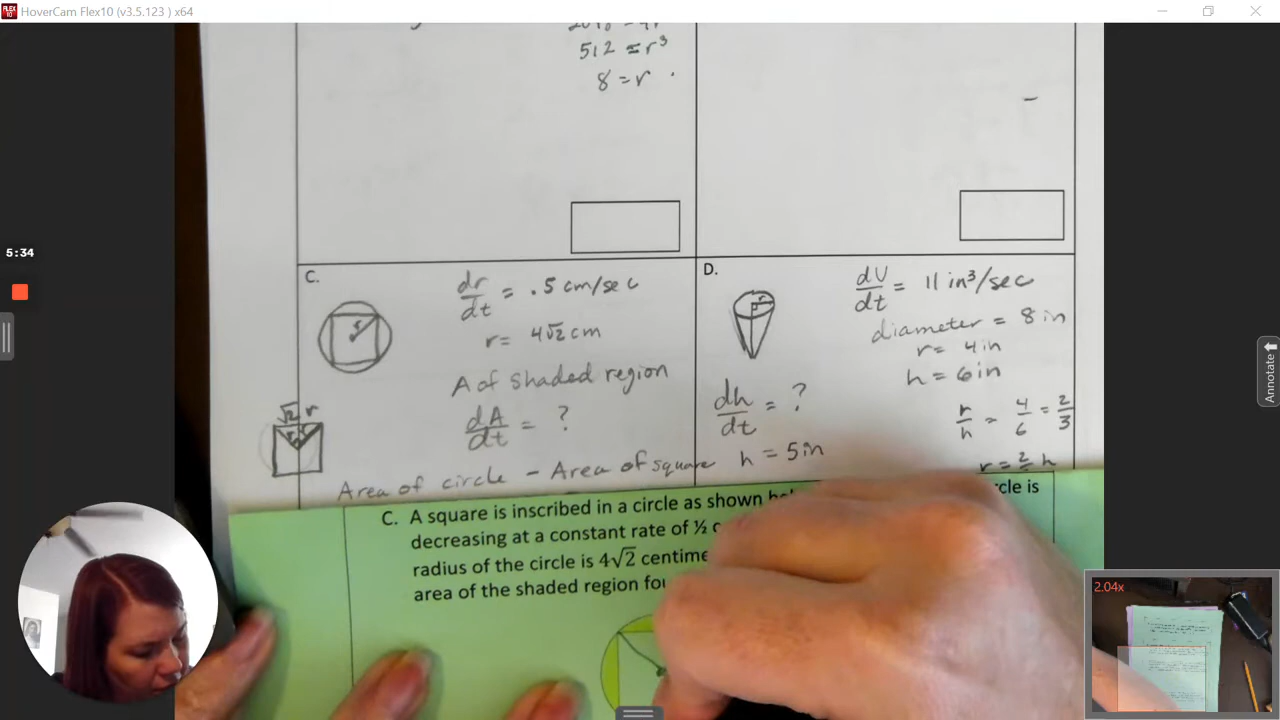 HoverCam Flex10 (v3.5.123 ) x64
512 = r³
8 = r
5:34
C.
dr/dt = .5 cm/sec
r = 4√2 cm
A of shaded region
dA/dt = ?
√2 r
r
Area of circle - Area of square
D.
r
dV/dt = 11 in³/sec
diameter = 8 in
r = 4 in
h = 6 in
dh/dt = ?
r/h = 4/6 = 2/3
h = 5 in
C. A square is inscribed in a circle as shown
decreasing at a constant rate of ½
radius of the circle is 4√2
area of the shaded region
Annotate
2.04x